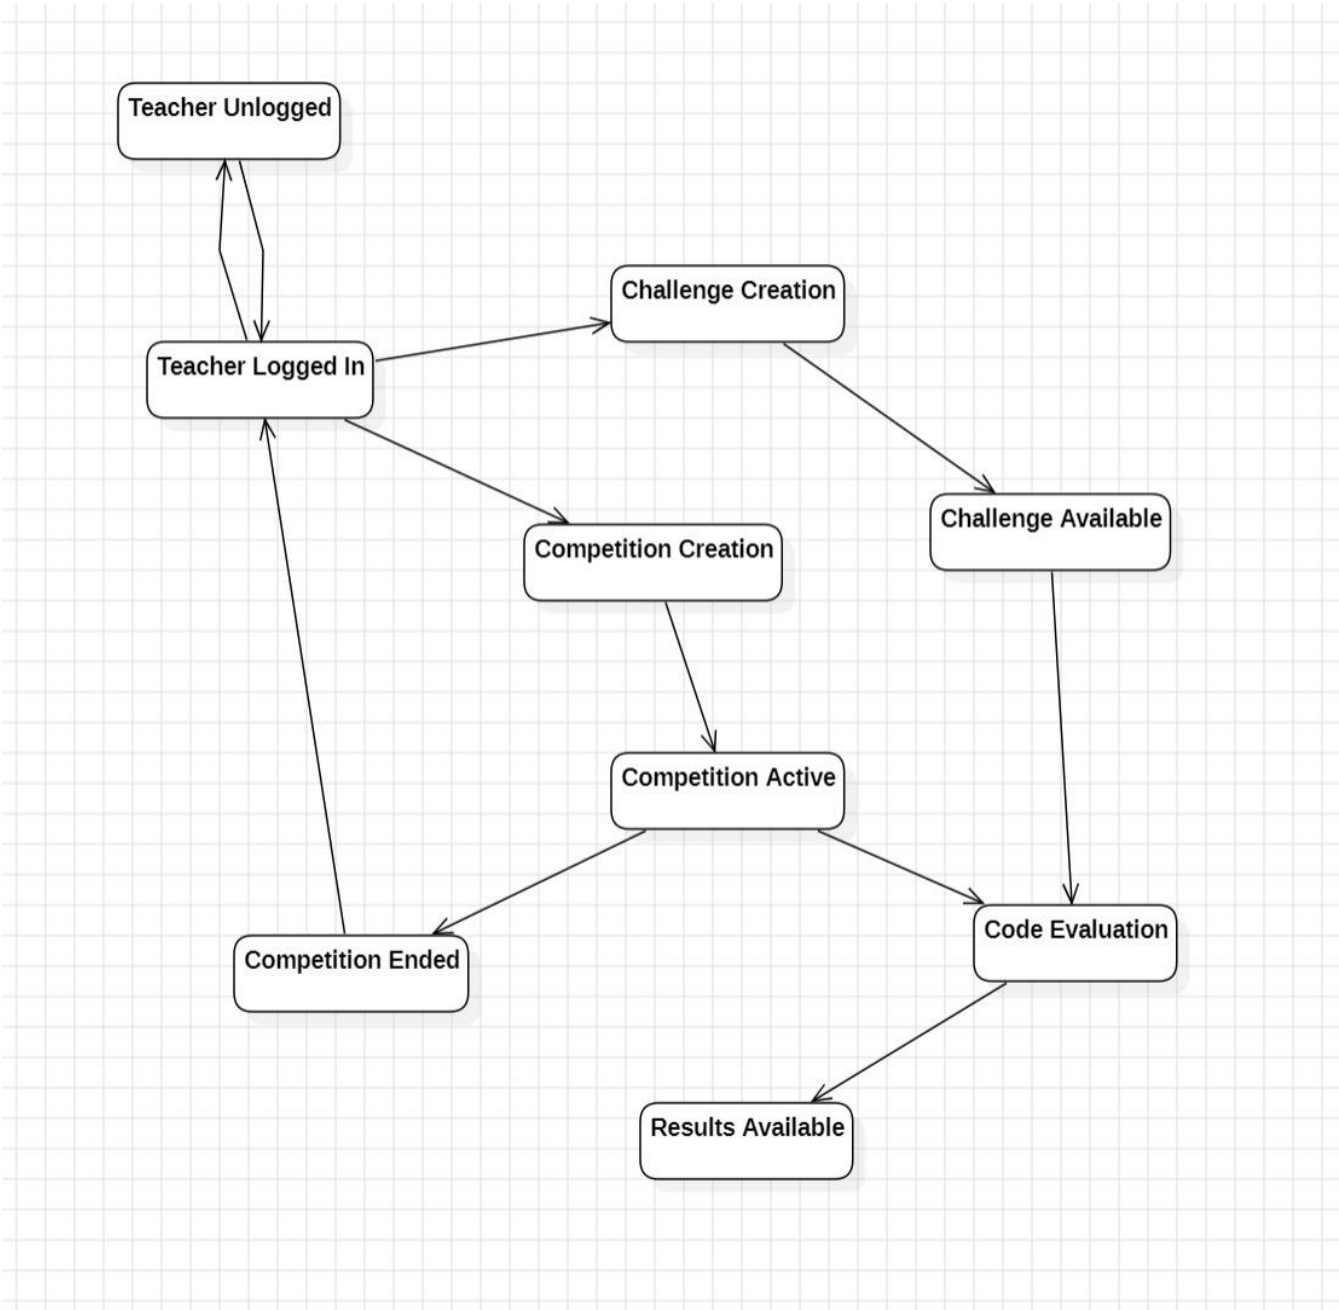 Teacher Unlogged
Challenge Creation
Teacher Logged In
Challenge Available
Competition Creation
Competition Active
Code Evaluation
Competition Ended
Results Available